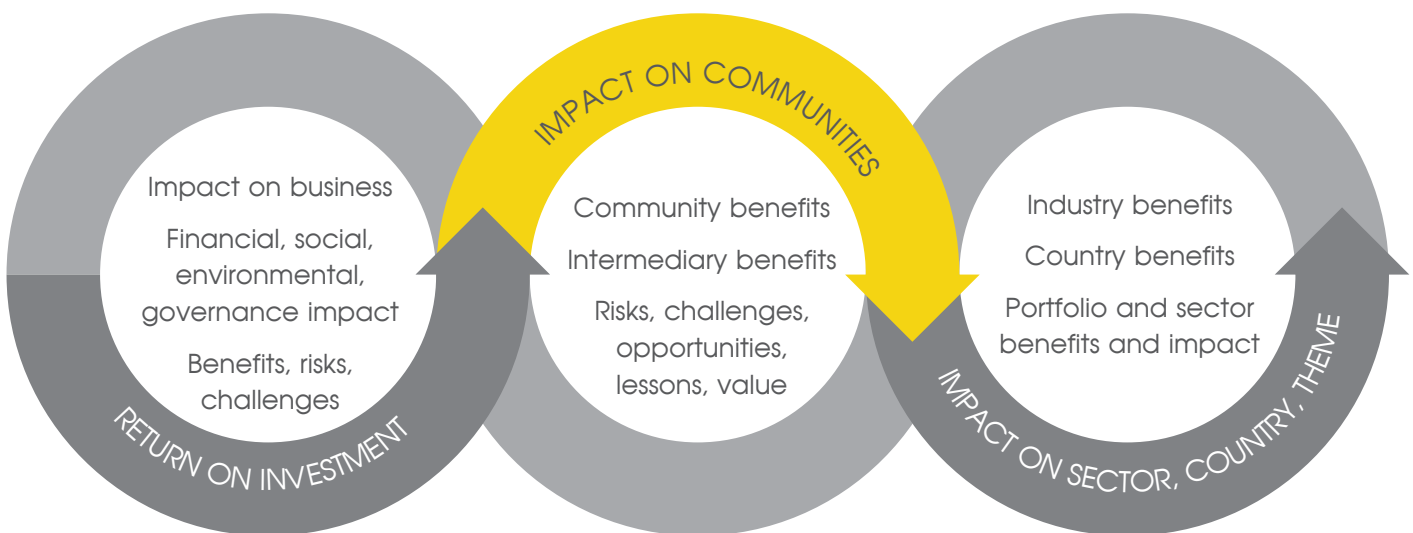 Impact on business
Financial, social,
environmental,
governance impact
Benefits, risks,
challenges
RETURN ON INVESTMENT
IMPACT ON COMMUNITIES
Community benefits
Intermediary benefits
Risks, challenges,
opportunities,
lessons, value
Industry benefits
Country benefits
Portfolio and sector
benefits and impact
IMPACT ON SECTOR, COUNTRY, THEME